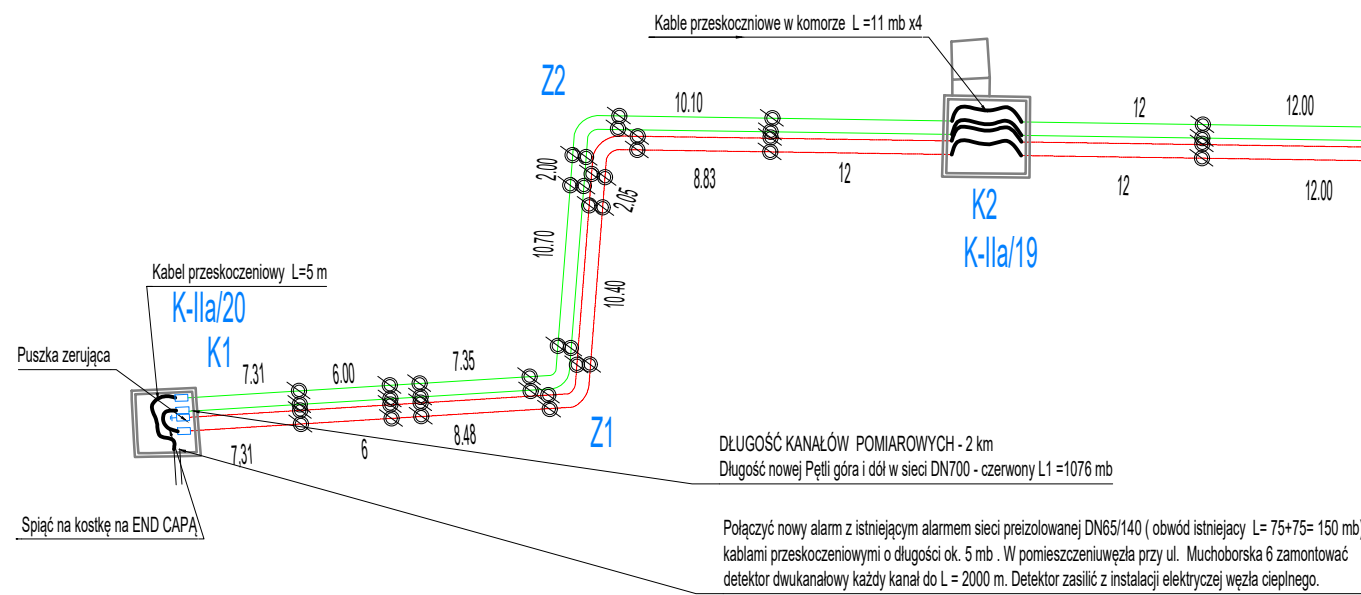 Kable przeskoczniowe w komorze L =11 mb x4
Z2
10.10
12
12.00
2.00
2.05
8.83
12
12
12.00
K2
K-IIa/19
10.70
10.40
Kabel przeskoczeniowy L=5 m
K-IIa/20
K1
Puszka zerująca
7.31
6.00
7.35
7,31
6
8.48
Z1
DŁUGOŚĆ KANAŁÓW POMIAROWYCH - 2 km
Długość nowej Pętli góra i dół w sieci DN700 - czerwony L1 =1076 mb
Spiąć na kostkę na END CAPĄ
Połączyć nowy alarm z istniejącym alarmem sieci preizolowanej DN65/140 ( obwód istniejacy L= 75+75= 150 mb)
kablami przeskoczeniowymi o długości ok. 5 mb . W pomieszczeniuwęzła przy ul. Muchoborska 6 zamontować
detektor dwukanałowy każdy kanał do L = 2000 m. Detektor zasilić z instalacji elektryczej węzła cieplnego.